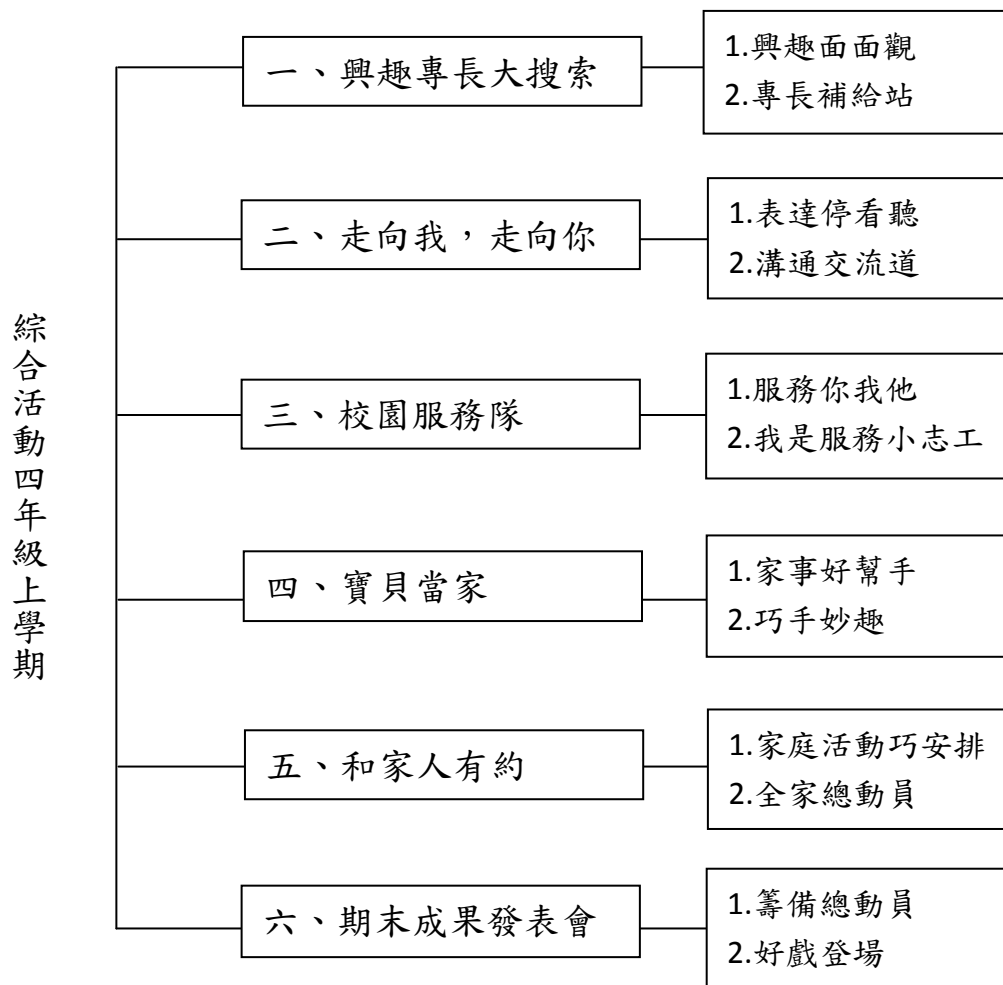 綜合活動四年級上學期
一、興趣專長大搜索
1.興趣面面觀
2.專長補給站
二、走向我，走向你
1.表達停看聽
2.溝通交流道
三、校園服務隊
1.服務你我他
2.我是服務小志工
四、寶貝當家
1.家事好幫手
2.巧手妙趣
五、和家人有約
1.家庭活動巧安排
2.全家總動員
六、期末成果發表會
1.籌備總動員
2.好戲登場